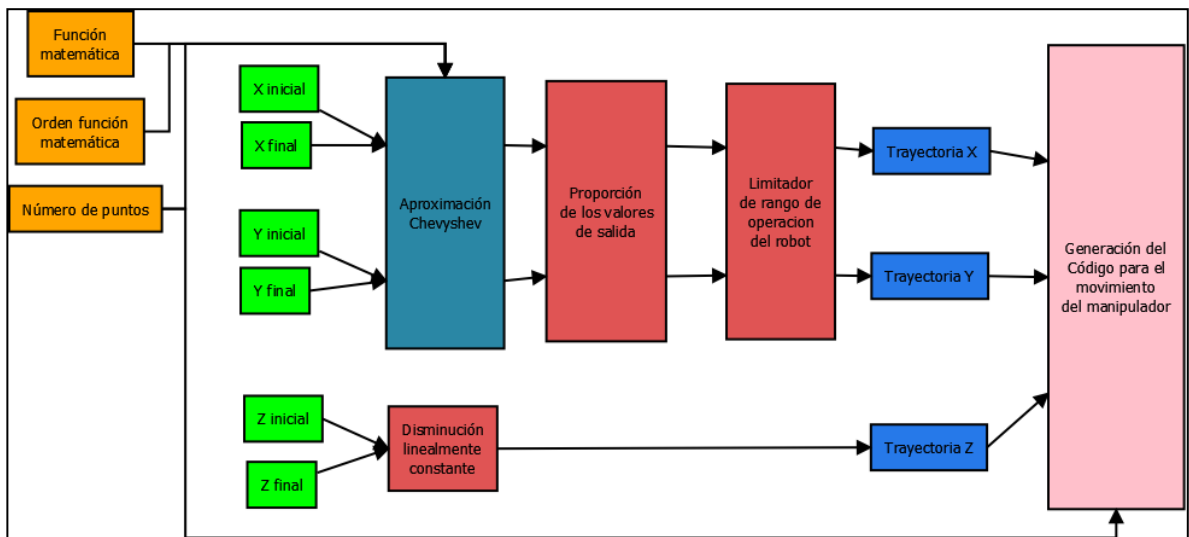 Función
matemática
Orden función
matemática
Número de puntos
X inicial
X final
Y inicial
Y final
Z inicial
Z final
Aproximación
Chevyshev
Disminución
linealmente
constante
Proporción
de los valores
de salida
Limitador
de rango de
operacion
del robot
Trayectoria X
Trayectoria Y
Trayectoria Z
Generación del
Código para el
movimiento
del manipulador